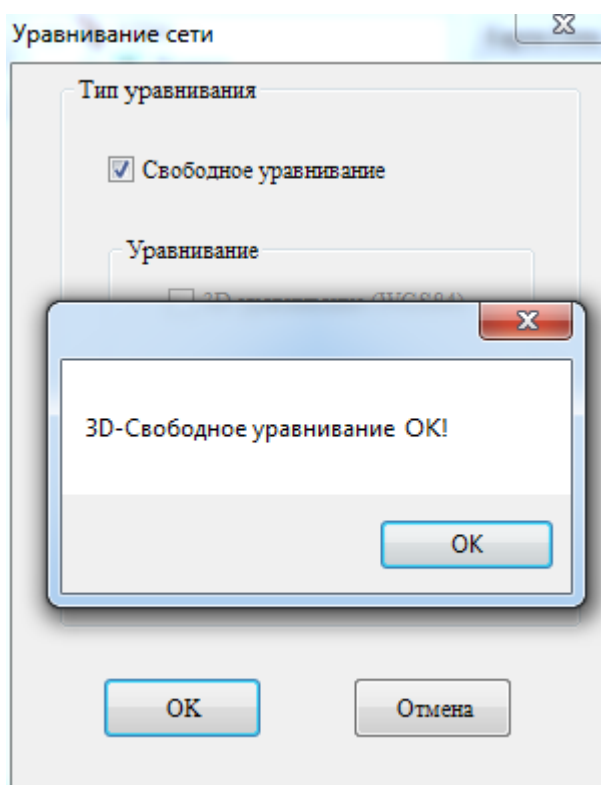 Уравнивание сети
Тип уравнивания
Свободное уравнивание
Уравнивание
3D-Свободное уравнивание OK!
OK
OK
Отмена